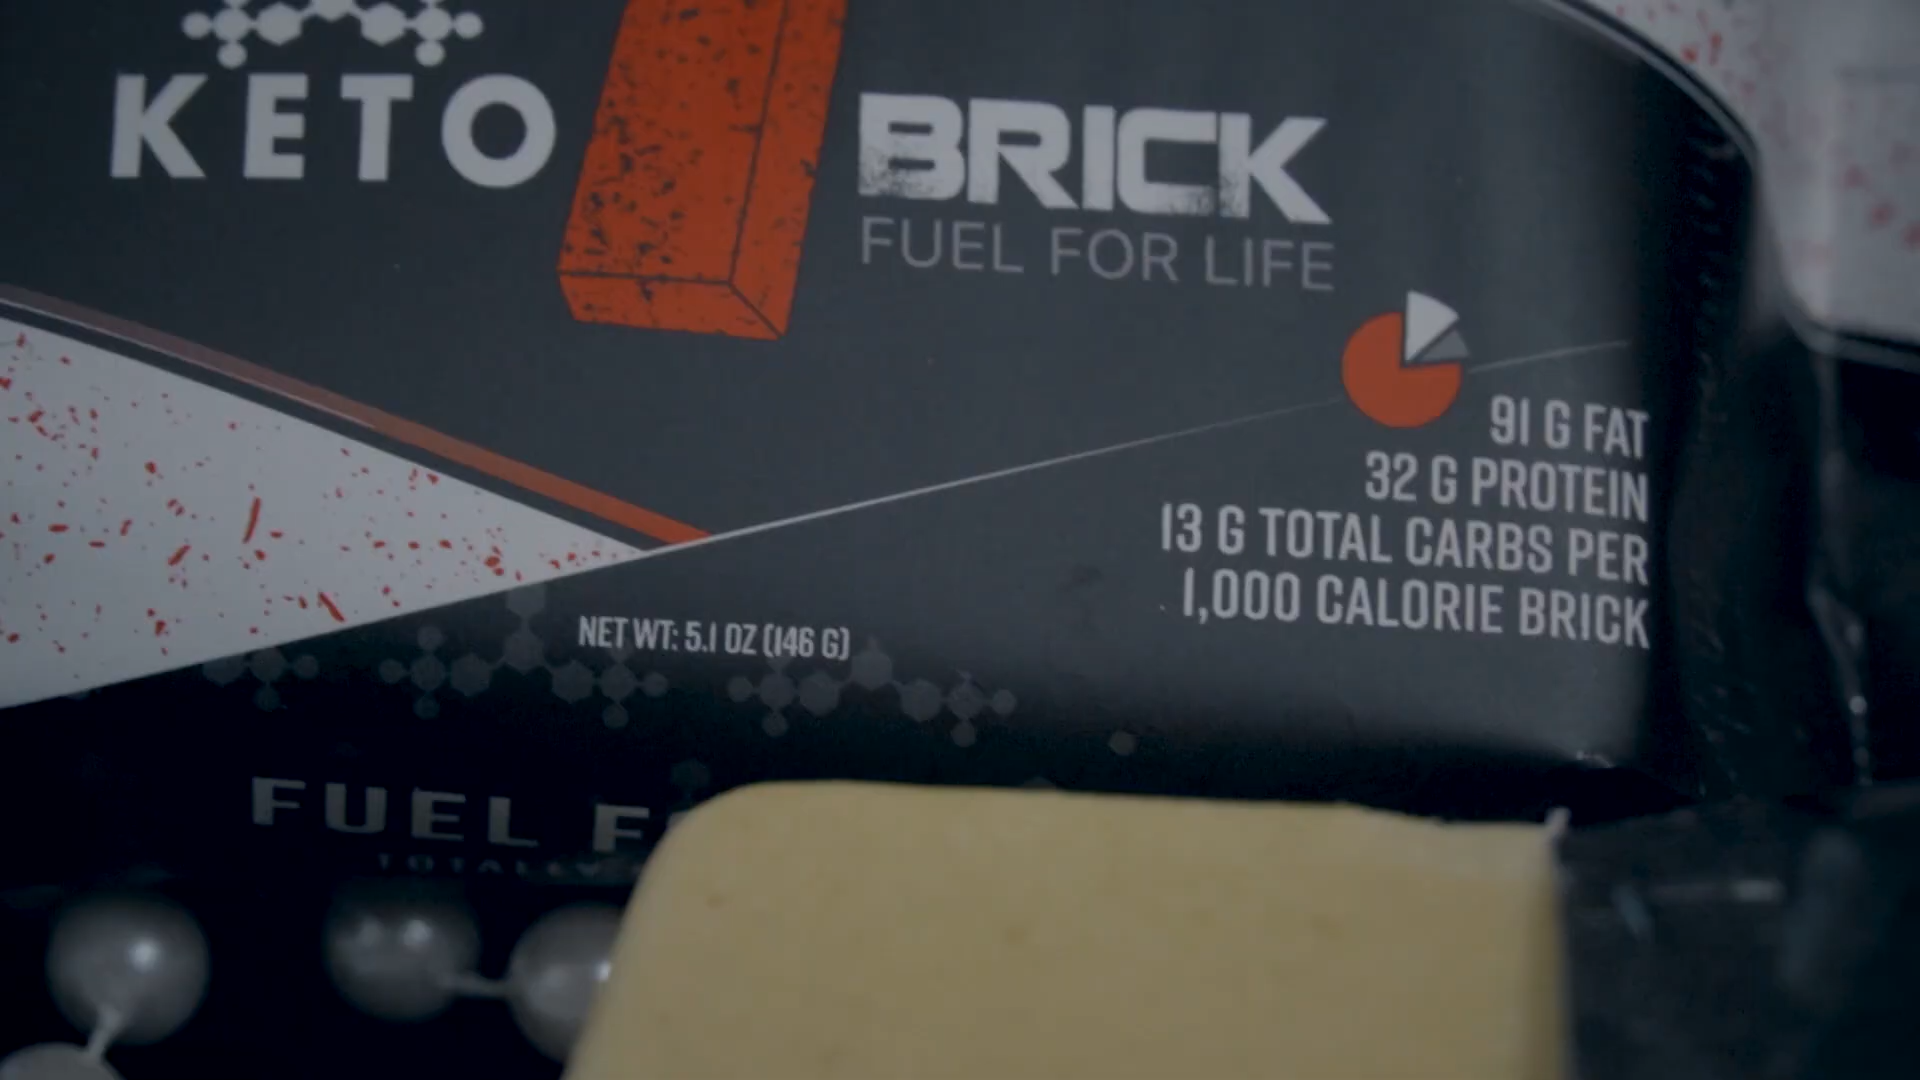 KETO BRICK
FUEL FOR LIFE
91 G FAT
32 G PROTEIN
13 G TOTAL CARBS PER
1,000 CALORIE BRICK
NET WT: 5.1 OZ (146 G)
FUEL
TOTALLY